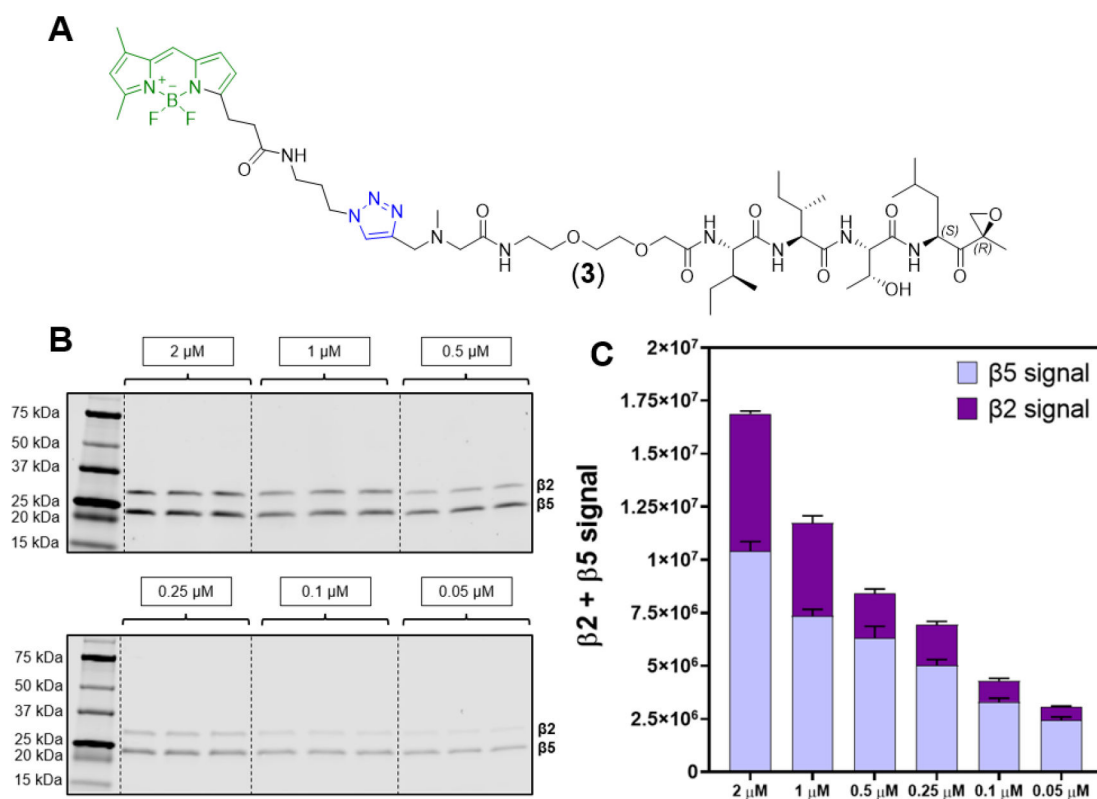 A
N
N
B
F
F
+
−
O
NH
N
N
N
N
O
N
H
O
O
(3)
O
H
N
O
N
H
O
H
N
OH
O
N
H
(S)
O
O
(R)
B
2 µM
1 µM
0.5 µM
75 kDa
50 kDa
37 kDa
25 kDa
20 kDa
15 kDa
β2
β5
0.25 µM
0.1 µM
0.05 µM
75 kDa
50 kDa
37 kDa
25 kDa
20 kDa
15 kDa
β2
β5
C
β2 + β5 signal
2×10⁷
1.75×10⁷
1.5×10⁷
1.25×10⁷
1×10⁷
7.5×10⁶
5×10⁶
2.5×10⁶
0
β5 signal
β2 signal
2 µM
1 µM
0.5 µM
0.25 µM
0.1 µM
0.05 µM